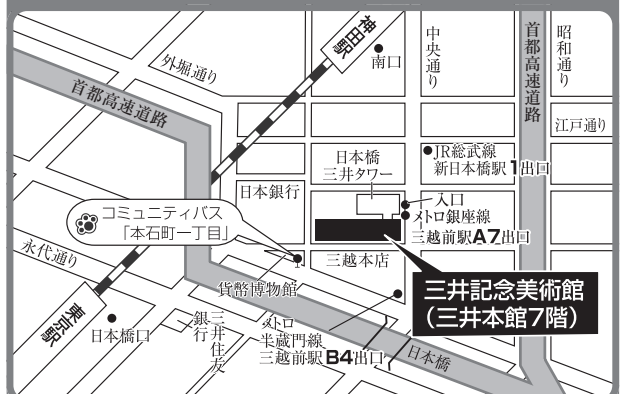 神田駅
南口
中央通り
首都高速道路
昭和通り
外堀通り
首都高速道路
江戸通り
JR総武線
新日本橋駅1出口
日本橋
三井タワー
日本銀行
入口
メトロ銀座線
三越前駅A7出口
コミュニティバス
「本石町一丁目」
永代通り
三越本店
三井記念美術館
(三井本館7階)
貨幣博物館
東京駅
日本橋口
三井住友
銀行
メトロ
半蔵門線
三越前駅B4出口
日本橋